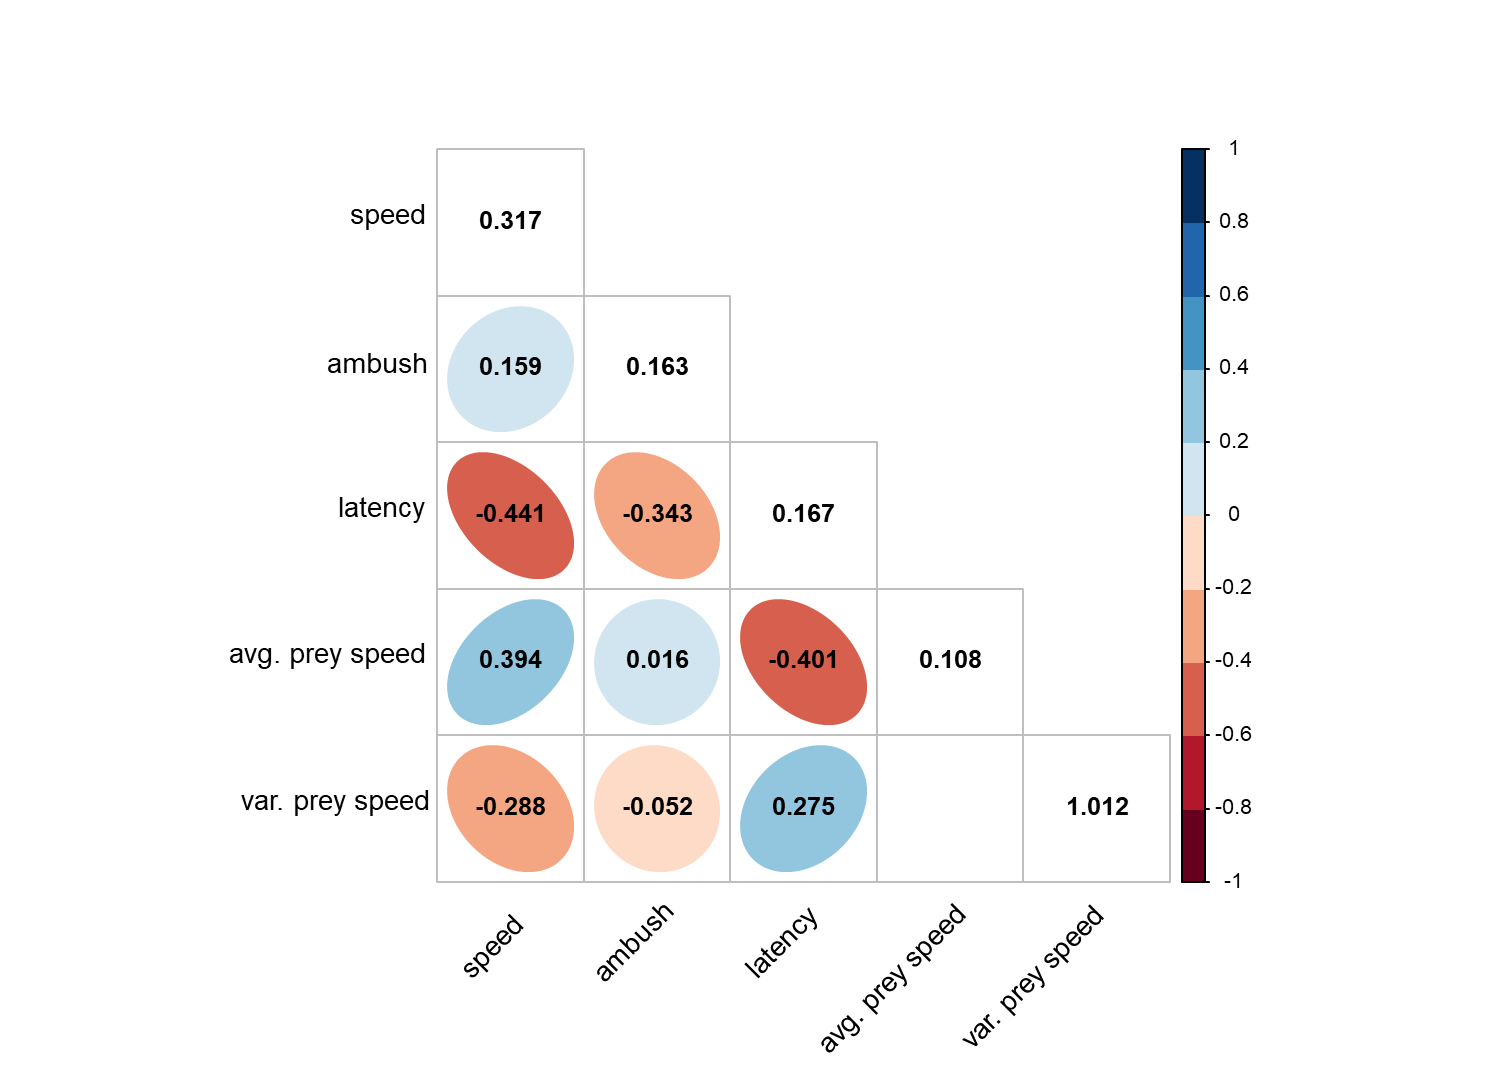 1
speed 0.317
0.8
0.6
ambush 0.159 0.163
0.4
0.2
latency -0.441 -0.343 0.167
0
-0.2
avg. prey speed 0.394 0.016 -0.401 0.108
-0.4
-0.6
var. prey speed -0.288 -0.052 0.275 1.012
-0.8
-1
speed
ambush
latency
avg. prey speed
var. prey speed